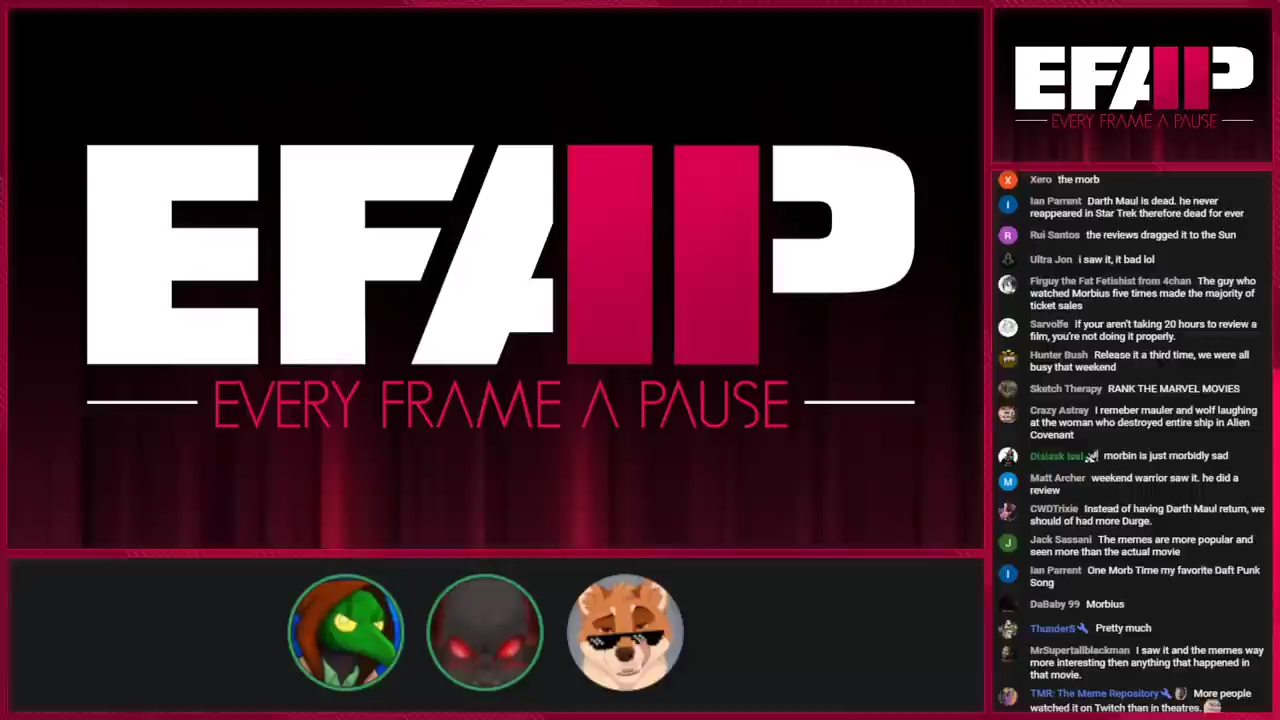 EFAP
EVERY FRAME A PAUSE
EFAP
EVERY FRAME A PAUSE
Xero the morb
Ian Parrent Darth Maul is dead. he never
reappeared in Star Trek therefore dead for ever
Rui Santos the reviews dragged it to the Sun
Ultra Jon i saw it, it bad lol
Firguy the Fat Fetishist from 4chan The guy who
watched Morbius five times made the majority of
ticket sales
Sarvolfe if your aren't taking 20 hours to review a
film, you're not doing it properly.
Hunter Bush Release it a third time, we were all
busy that weekend
Sketch Therapy RANK THE MARVEL MOVIES
Crazy Astray I remeber mauler and wolf laughing
at the woman who destroyed entire ship in Alien
Covenant
morbin is just morbidly sad
Matt Archer weekend warrior saw it. he did a
review
CWDTrixie Instead of having Darth Maul return, we
should of had more Durge.
Jack Sassani The memes are more popular and
seen more than the actual movie
Ian Parrent One Morb Time my favorite Daft Punk
Song
DaBaby 99 Morbius
ThunderS Pretty much
MrSupertallblackman I saw it and the memes way
more interesting then anything that happened in
that movie.
TMR: The Meme Repository More people
watched it on Twitch than in theatres.